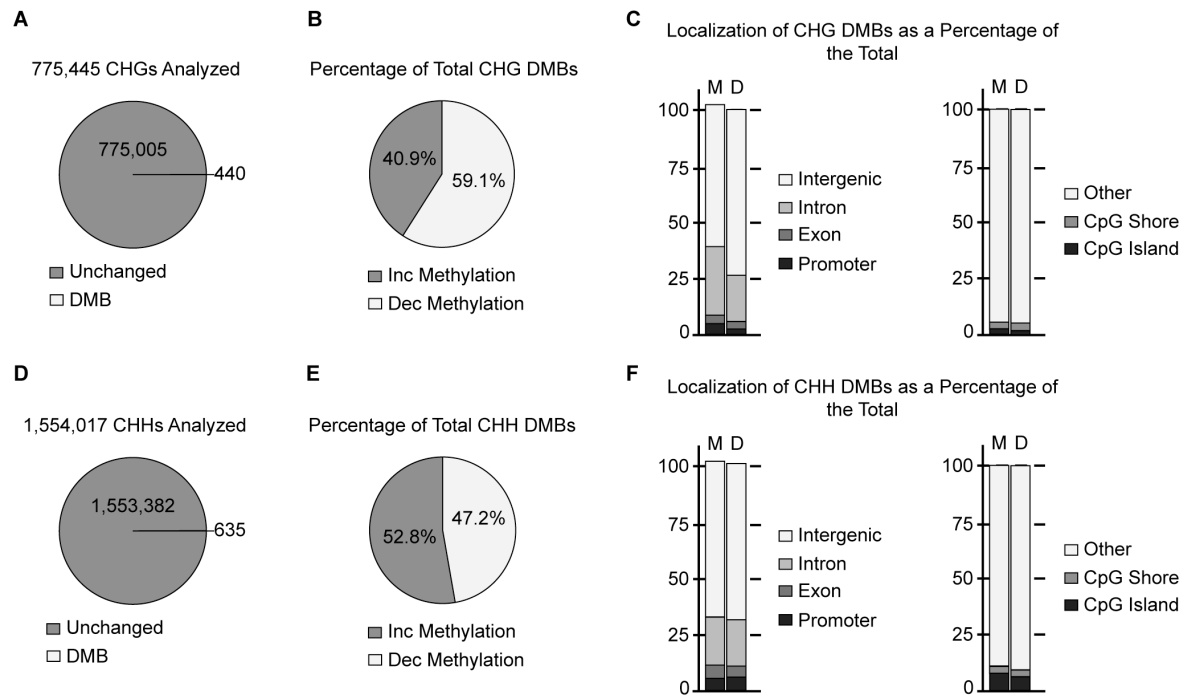 A
775,445 CHGs Analyzed
775,005
440
Unchanged
DMB
B
Percentage of Total CHG DMBs
40.9%
59.1%
Inc Methylation
Dec Methylation
C
Localization of CHG DMBs as a Percentage of
the Total
M D
100
75
50
25
0
Intergenic
Intron
Exon
Promoter
M D
100
75
50
25
0
Other
CpG Shore
CpG Island
D
1,554,017 CHHs Analyzed
1,553,382
635
Unchanged
DMB
E
Percentage of Total CHH DMBs
52.8%
47.2%
Inc Methylation
Dec Methylation
F
Localization of CHH DMBs as a Percentage of
the Total
M D
100
75
50
25
0
Intergenic
Intron
Exon
Promoter
M D
100
75
50
25
0
Other
CpG Shore
CpG Island